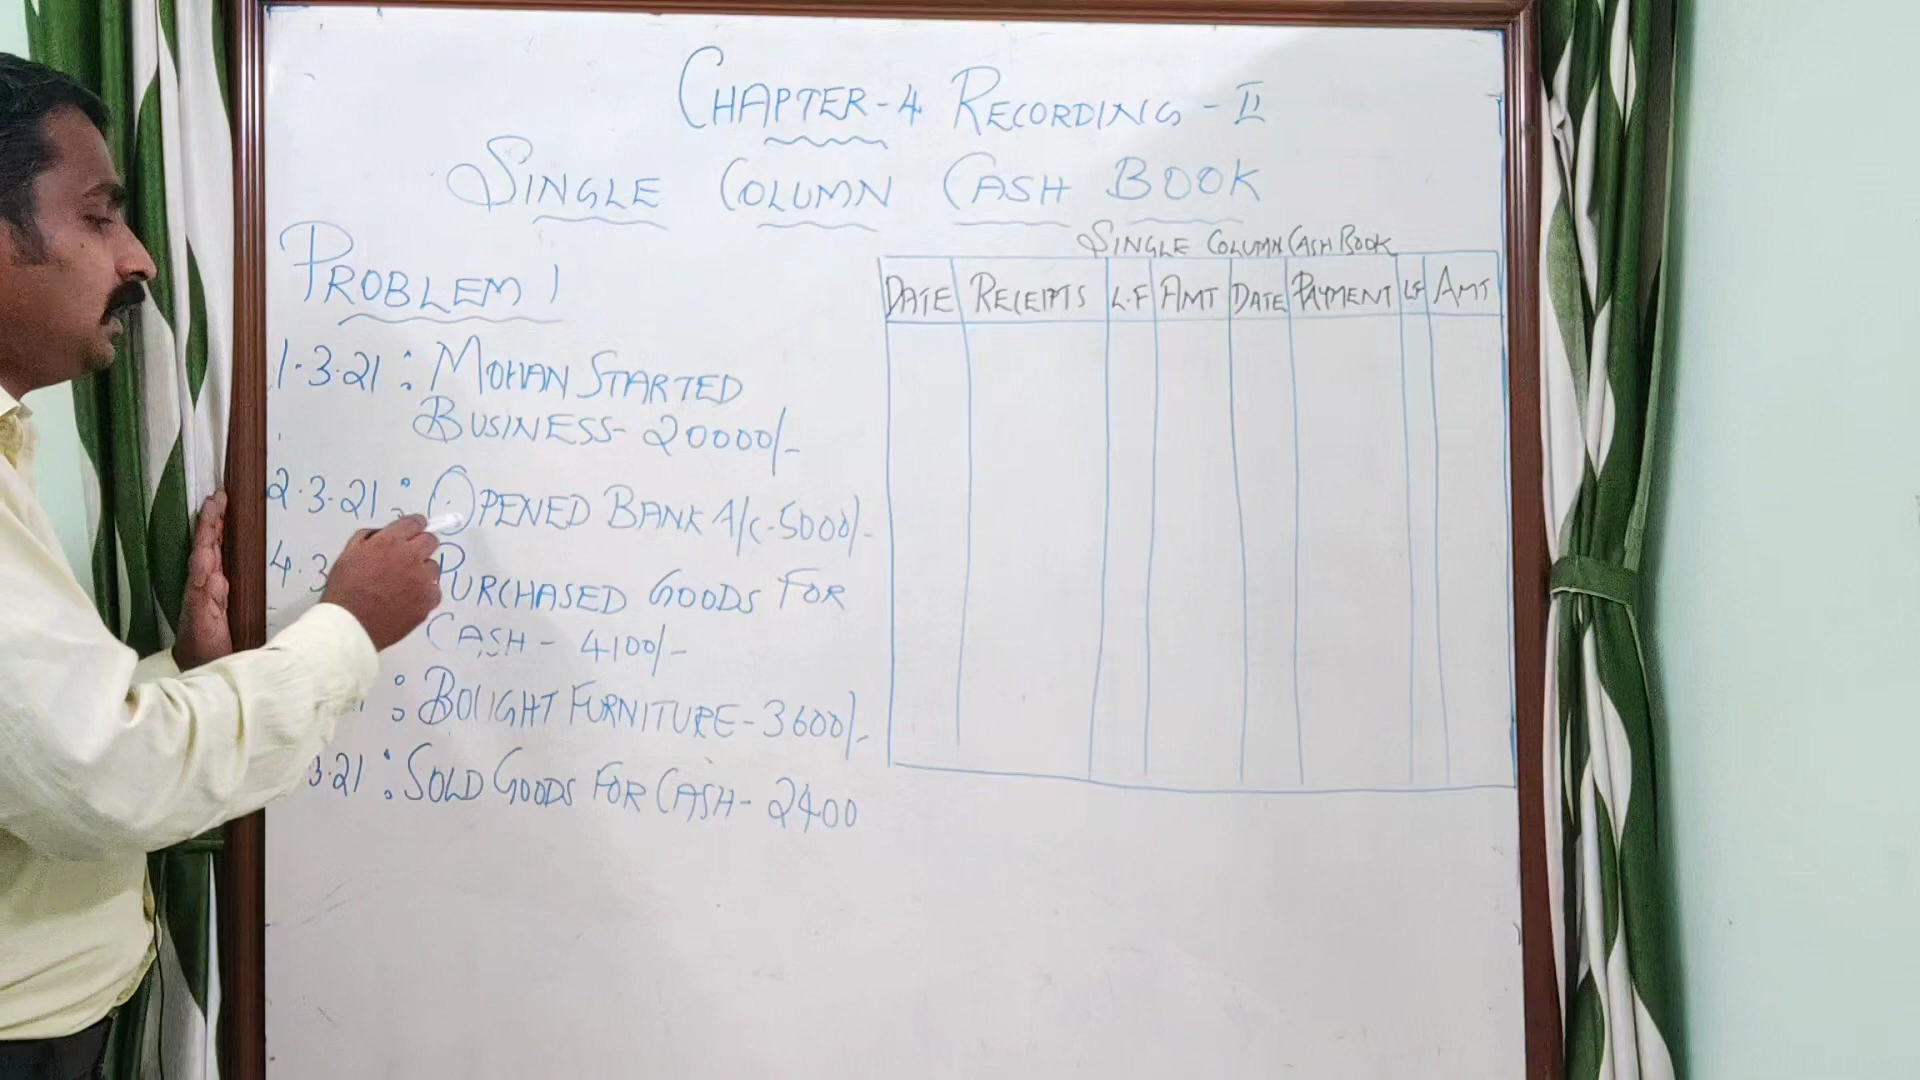 CHAPTER-4 RECORDING - II
SINGLE COLUMN CASH BOOK
PROBLEM 1
1.3.21 : MOHAN STARTED
BUSINESS- 20000/-
2.3.21 : OPENED BANK A/C-5000/-
4.3 PURCHASED GOODS FOR
CASH - 4100/-
: BOUGHT FURNITURE-3600/-
3.21 : SOLD GOODS FOR CASH- 2400
SINGLE COLUMN CASH BOOK
DATE RECEIPTS L.F AMT DATE PAYMENT LF AMT